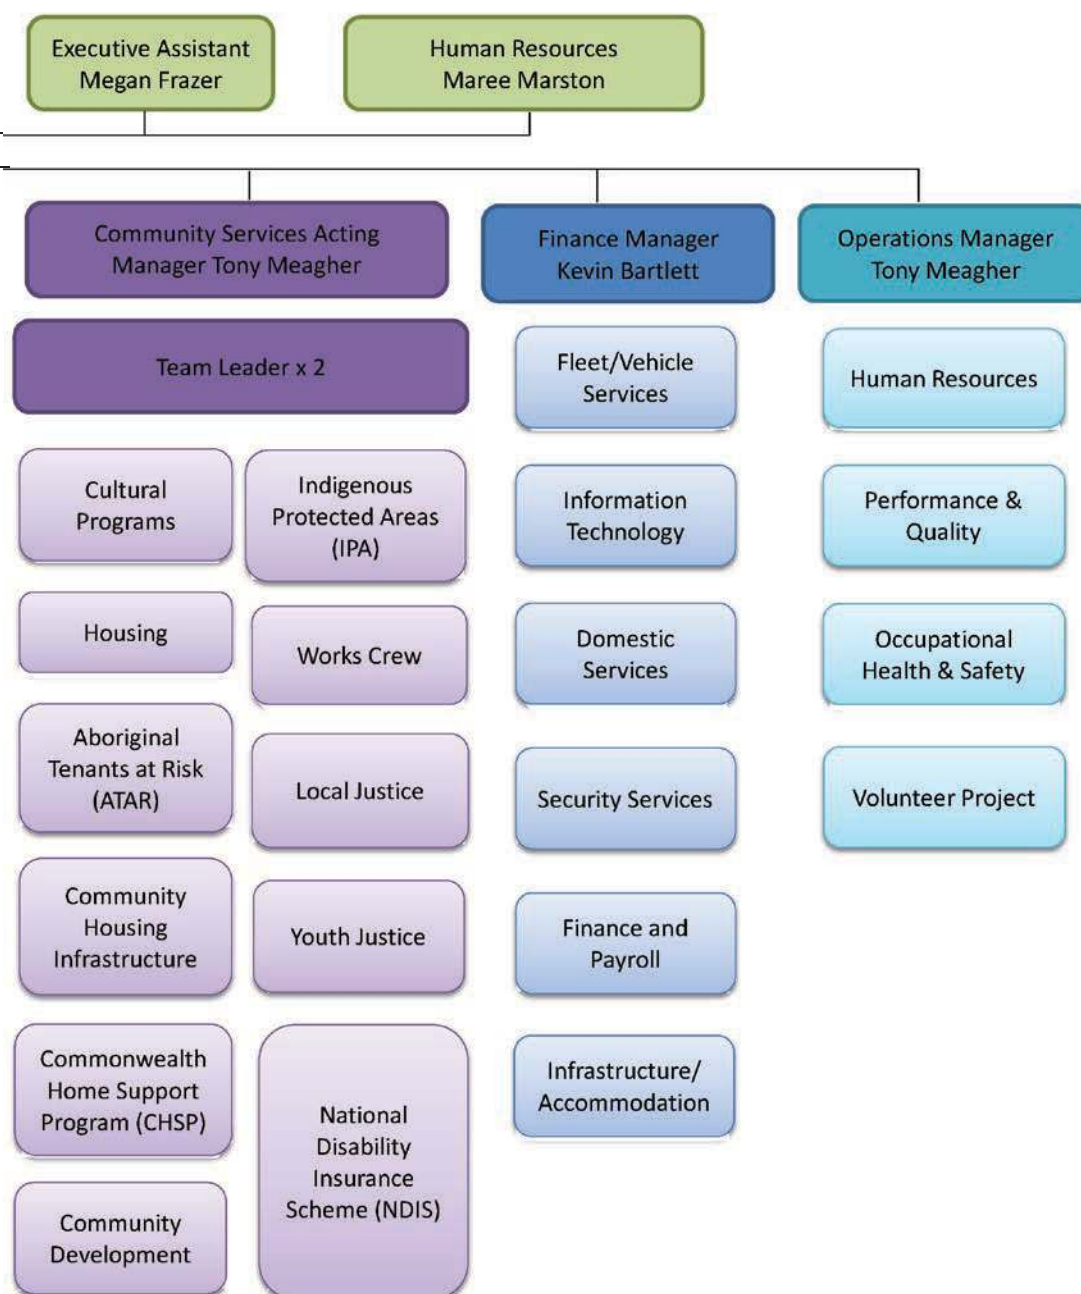 Executive Assistant
Megan Frazer
Human Resources
Maree Marston
Community Services Acting
Manager Tony Meagher
Finance Manager
Kevin Bartlett
Operations Manager
Tony Meagher
Team Leader x 2
Cultural
Programs
Housing
Aboriginal
Tenants at Risk
(ATAR)
Community
Housing
Infrastructure
Commonwealth
Home Support
Program (CHSP)
Community
Development
Indigenous
Protected Areas
(IPA)
Works Crew
Local Justice
Youth Justice
National
Disability
Insurance
Scheme (NDIS)
Fleet/Vehicle
Services
Information
Technology
Domestic
Services
Security Services
Finance and
Payroll
Infrastructure/
Accommodation
Human Resources
Performance &
Quality
Occupational
Health & Safety
Volunteer Project